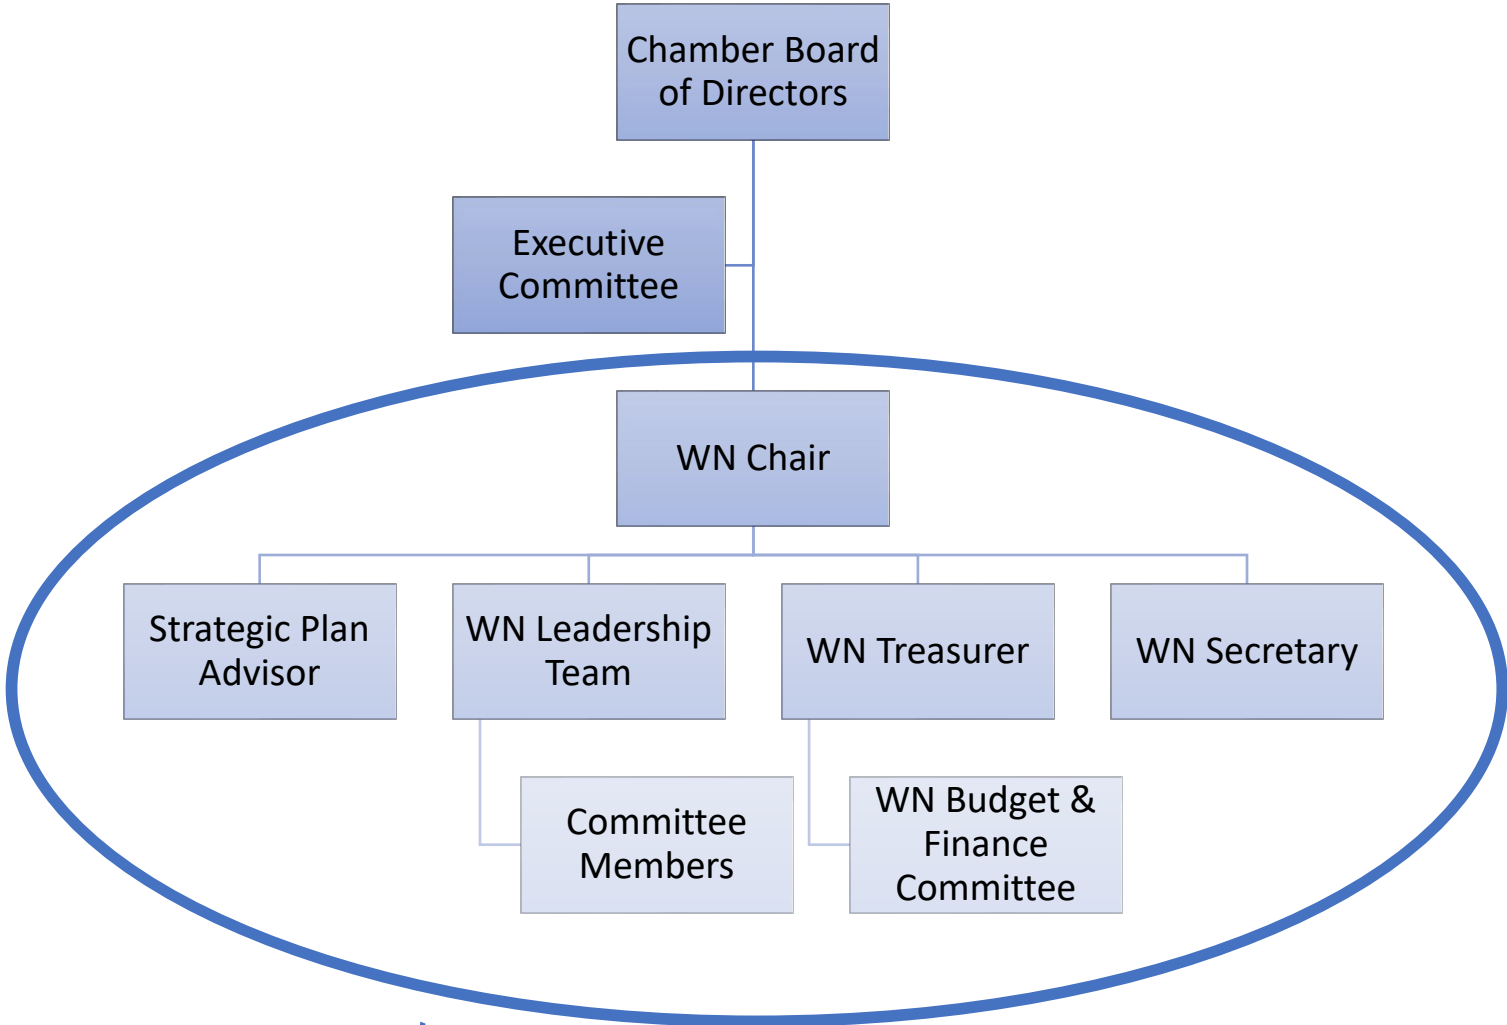 Chamber Board
of Directors
Executive
Committee
WN Chair
Strategic Plan
Advisor
WN Leadership
Team
WN Treasurer
WN Secretary
Committee
Members
WN Budget &
Finance
Committee